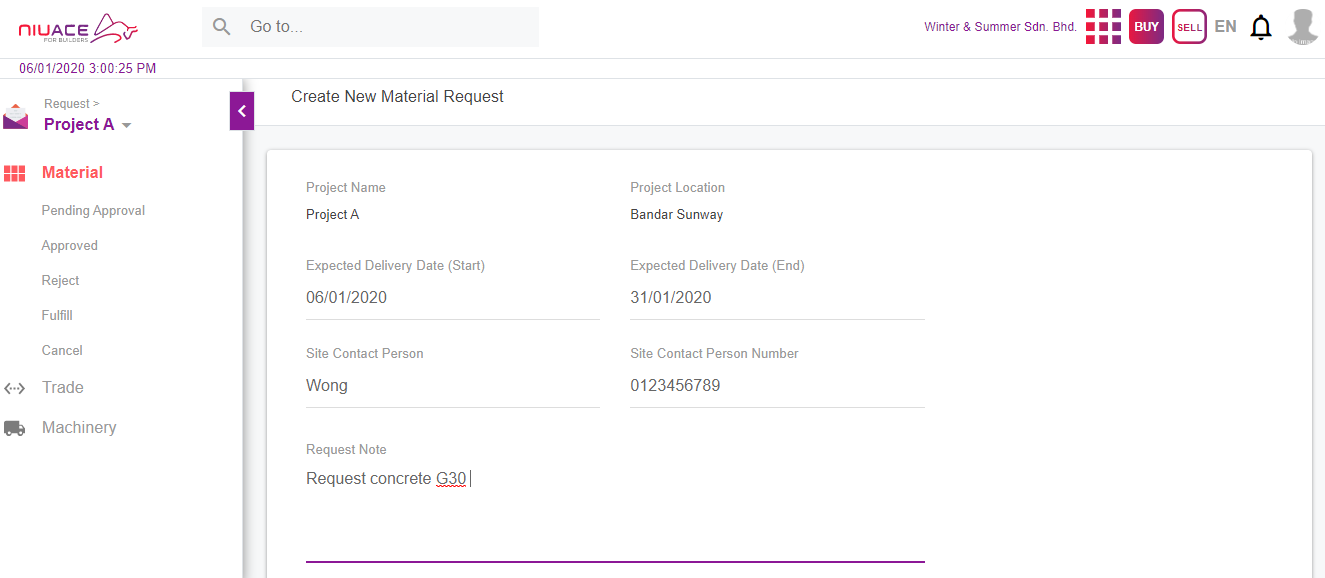 NIUACE
FOR BUILDERS
Go to...
Winter & Summer Sdn. Bhd.
BUY
SELL
EN
06/01/2020 3:00:25 PM
Request >
Project A
Material
Pending Approval
Approved
Reject
Fulfill
Cancel
Trade
Machinery
Create New Material Request
Project Name
Project Location
Project A
Bandar Sunway
Expected Delivery Date (Start)
Expected Delivery Date (End)
06/01/2020
31/01/2020
Site Contact Person
Site Contact Person Number
Wong
0123456789
Request Note
Request concrete G30